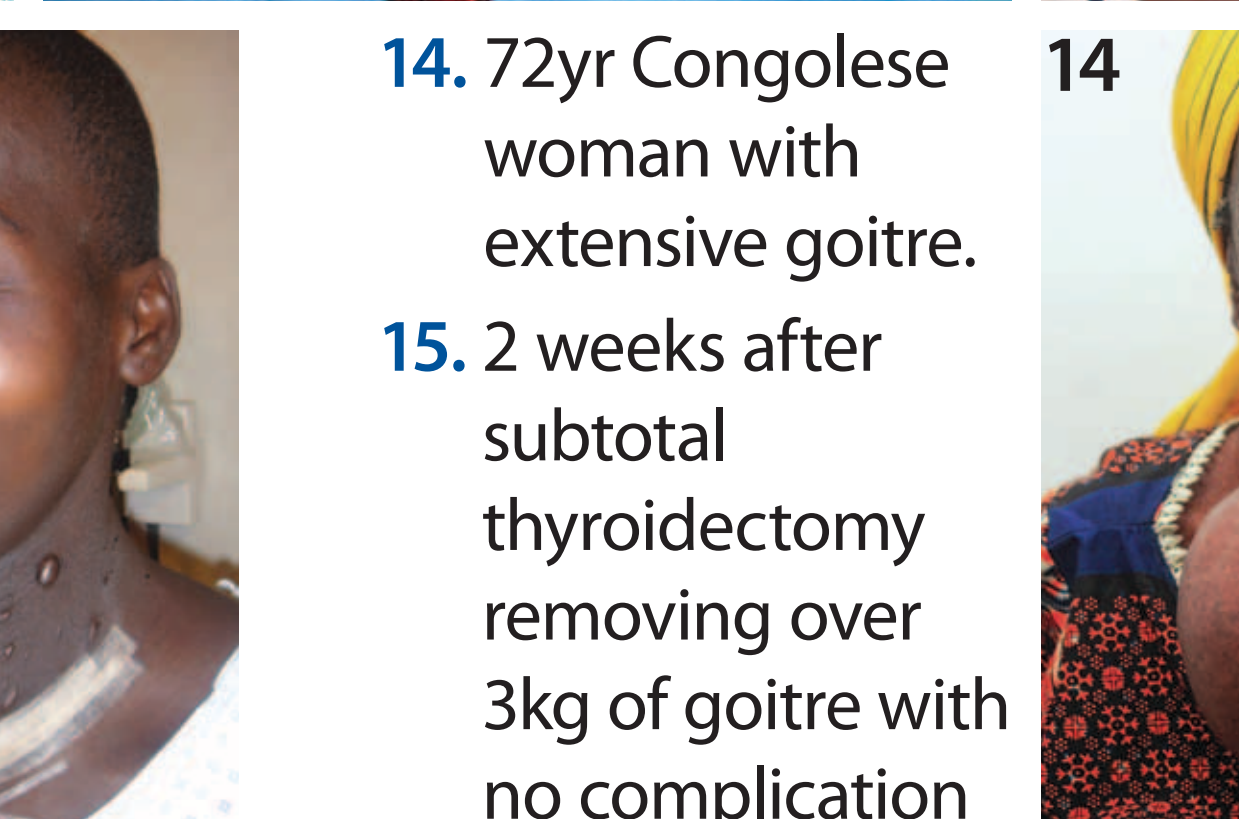 14. 72yr Congolese
woman with
extensive goitre.
15. 2 weeks after
subtotal
thyroidectomy
removing over
3kg of goitre with
no complication
14